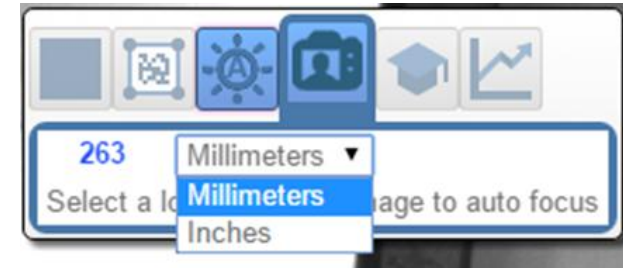 A
263 Millimeters ▼
Select a lo Millimeters age to auto focus
Inches